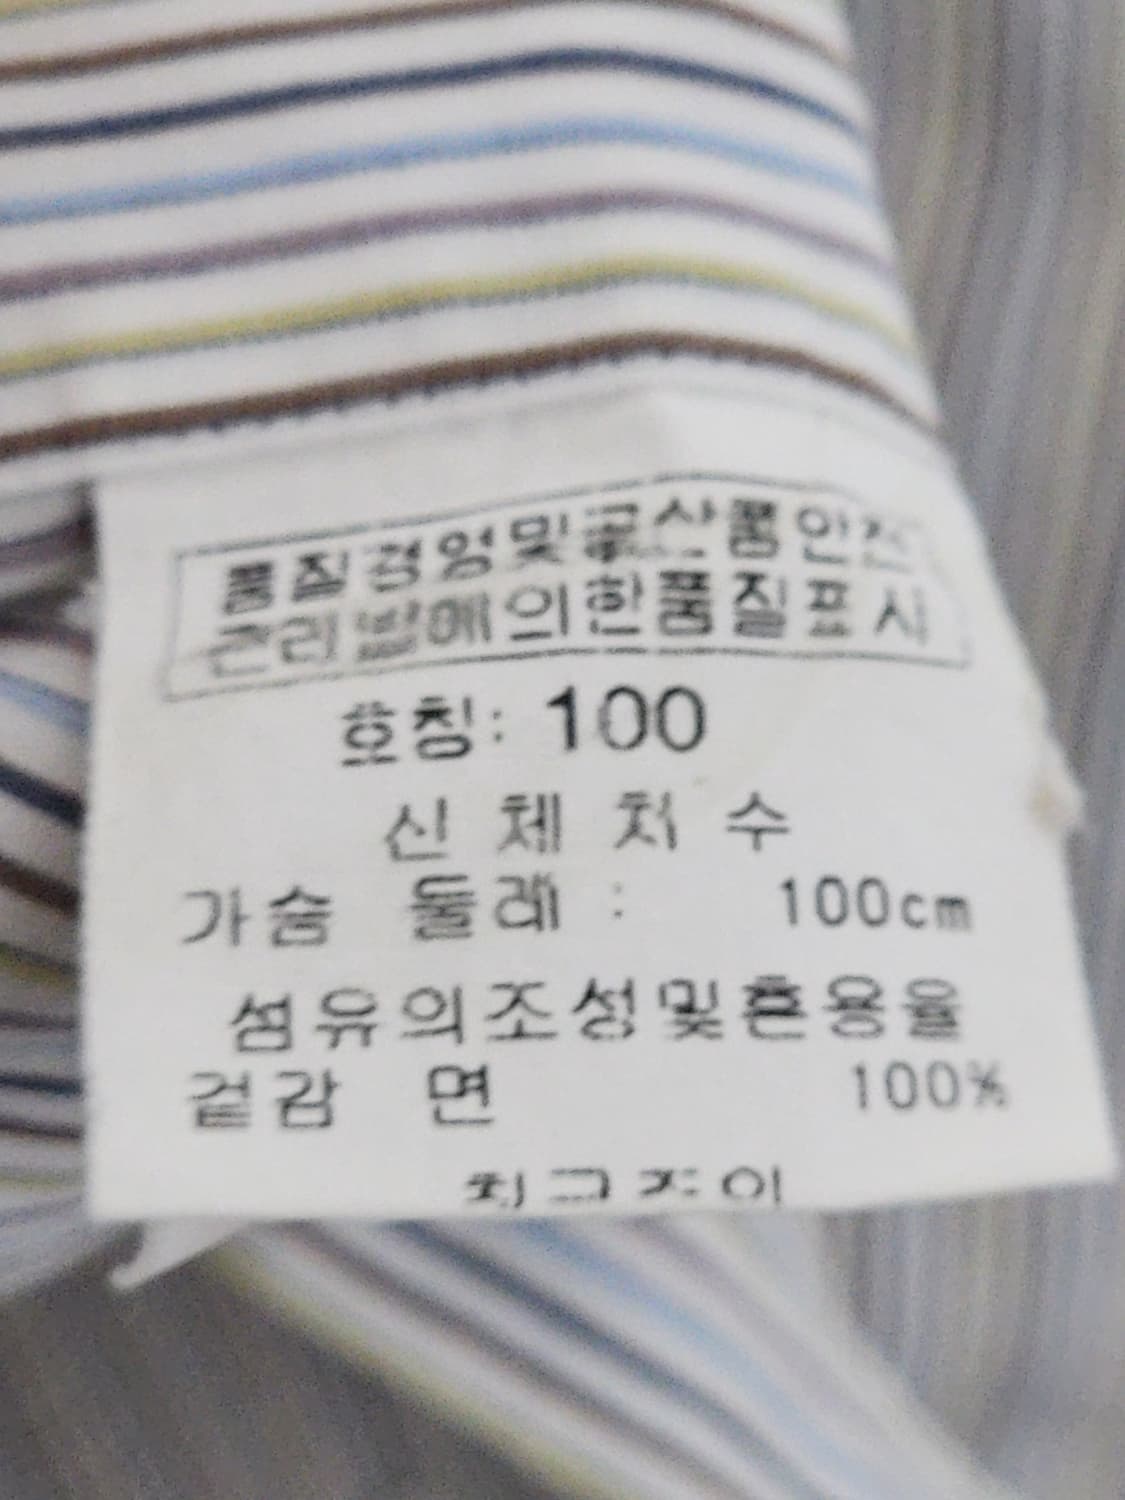 품질경영및공산품안전
관리법에의한품질표시
호칭: 100
신 체 치 수
가슴 둘레 : 100cm
섬유의조성및혼용율
겉감 면 100%